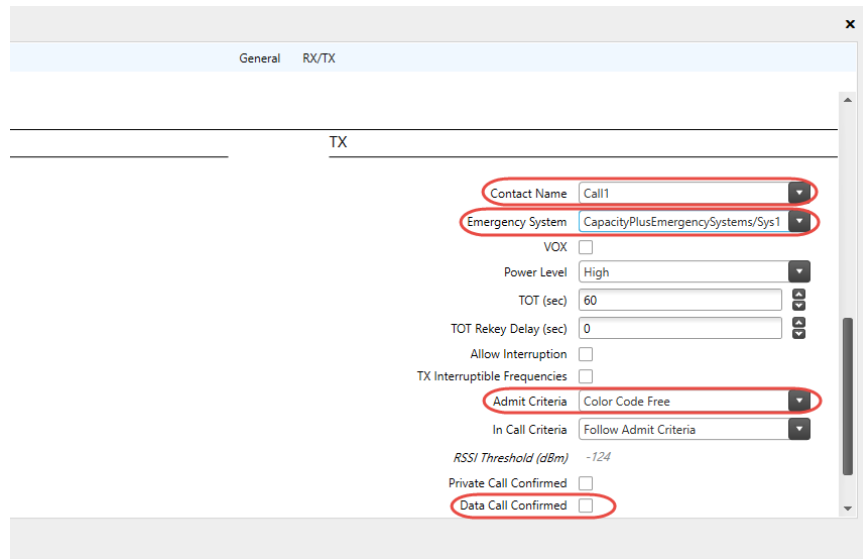 General RX/TX
TX
Contact Name Call1
Emergency System CapacityPlusEmergencySystems/Sys1
VOX
Power Level High
TOT (sec) 60
TOT Rekey Delay (sec) 0
Allow Interruption
TX Interruptible Frequencies
Admit Criteria Color Code Free
In Call Criteria Follow Admit Criteria
RSSI Threshold (dBm) -124
Private Call Confirmed
Data Call Confirmed